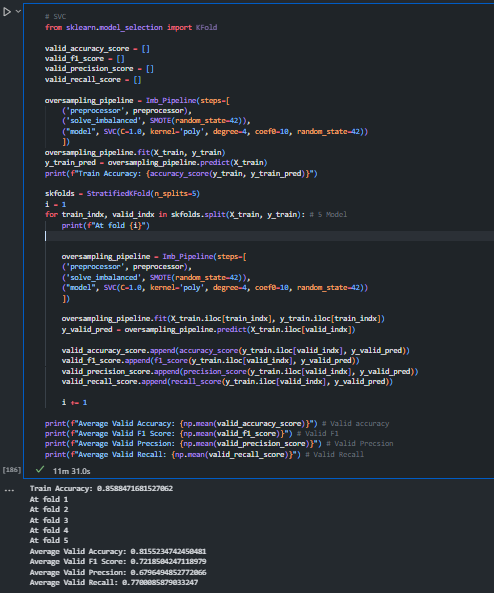 # SVC
from sklearn.model_selection import KFold
valid_accuracy_score = []
valid_f1_score = []
valid_precision_score = []
valid_recall_score = []
oversampling_pipeline = Imb_Pipeline(steps=[
('preprocessor', preprocessor),
('solve_imbalanced', SMOTE(random_state=42)),
("model", SVC(C=1.0, kernel='poly', degree=4, coef0=10, random_state=42))
])
oversampling_pipeline.fit(X_train, y_train)
y_train_pred = oversampling_pipeline.predict(X_train)
print(f"Train Accuracy: {accuracy_score(y_train, y_train_pred)}")
skfolds = StratifiedKFold(n_splits=5)
i = 1
for train_indx, valid_indx in skfolds.split(X_train, y_train): # 5 Model
print(f"At fold {i}")
oversampling_pipeline = Imb_Pipeline(steps=[
('preprocessor', preprocessor),
('solve_imbalanced', SMOTE(random_state=42)),
("model", SVC(C=1.0, kernel='poly', degree=4, coef0=10, random_state=42))
])
oversampling_pipeline.fit(X_train.iloc[train_indx], y_train.iloc[train_indx])
y_valid_pred = oversampling_pipeline.predict(X_train.iloc[valid_indx])
valid_accuracy_score.append(accuracy_score(y_train.iloc[valid_indx], y_valid_pred))
valid_f1_score.append(f1_score(y_train.iloc[valid_indx], y_valid_pred))
valid_precision_score.append(precision_score(y_train.iloc[valid_indx], y_valid_pred))
valid_recall_score.append(recall_score(y_train.iloc[valid_indx], y_valid_pred))
i += 1
print(f"Average Valid Accuracy: {np.mean(valid_accuracy_score)}") # Valid accuracy
print(f"Average Valid F1 Score: {np.mean(valid_f1_score)}") # Valid F1
print(f"Average Valid Precsion: {np.mean(valid_precision_score)}") # Valid Precsion
print(f"Average Valid Recall: {np.mean(valid_recall_score)}") # Valid Recall
[186] 11m 31.0s
... Train Accuracy: 0.8588471681527062
At fold 1
At fold 2
At fold 3
At fold 4
At fold 5
Average Valid Accuracy: 0.8155234742450481
Average Valid F1 Score: 0.7218504247118979
Average Valid Precsion: 0.6796494852772066
Average Valid Recall: 0.7700085879033247